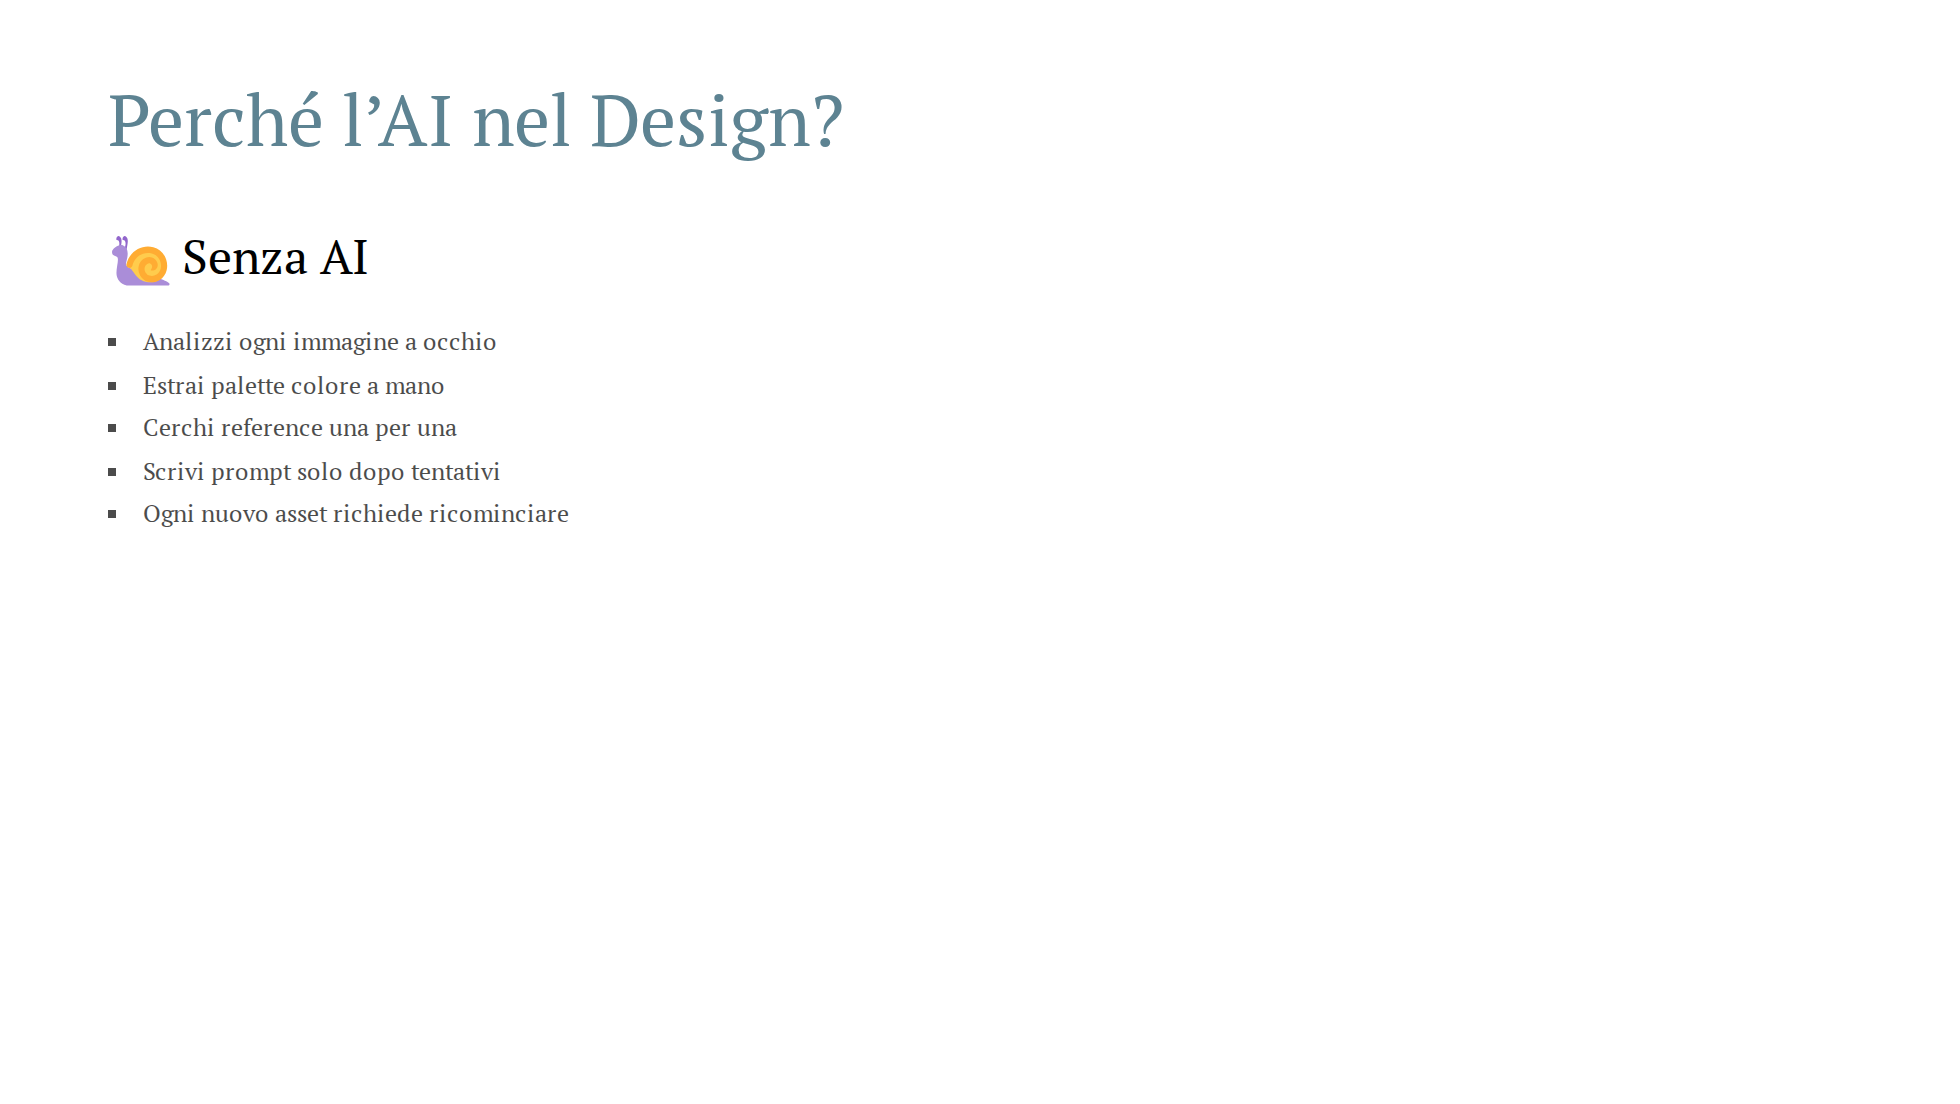 Perché l’AI nel Design?
🐌 Senza AI
▪ Analizzi ogni immagine a occhio
▪ Estrai palette colore a mano
▪ Cerchi reference una per una
▪ Scrivi prompt solo dopo tentativi
▪ Ogni nuovo asset richiede ricominciare